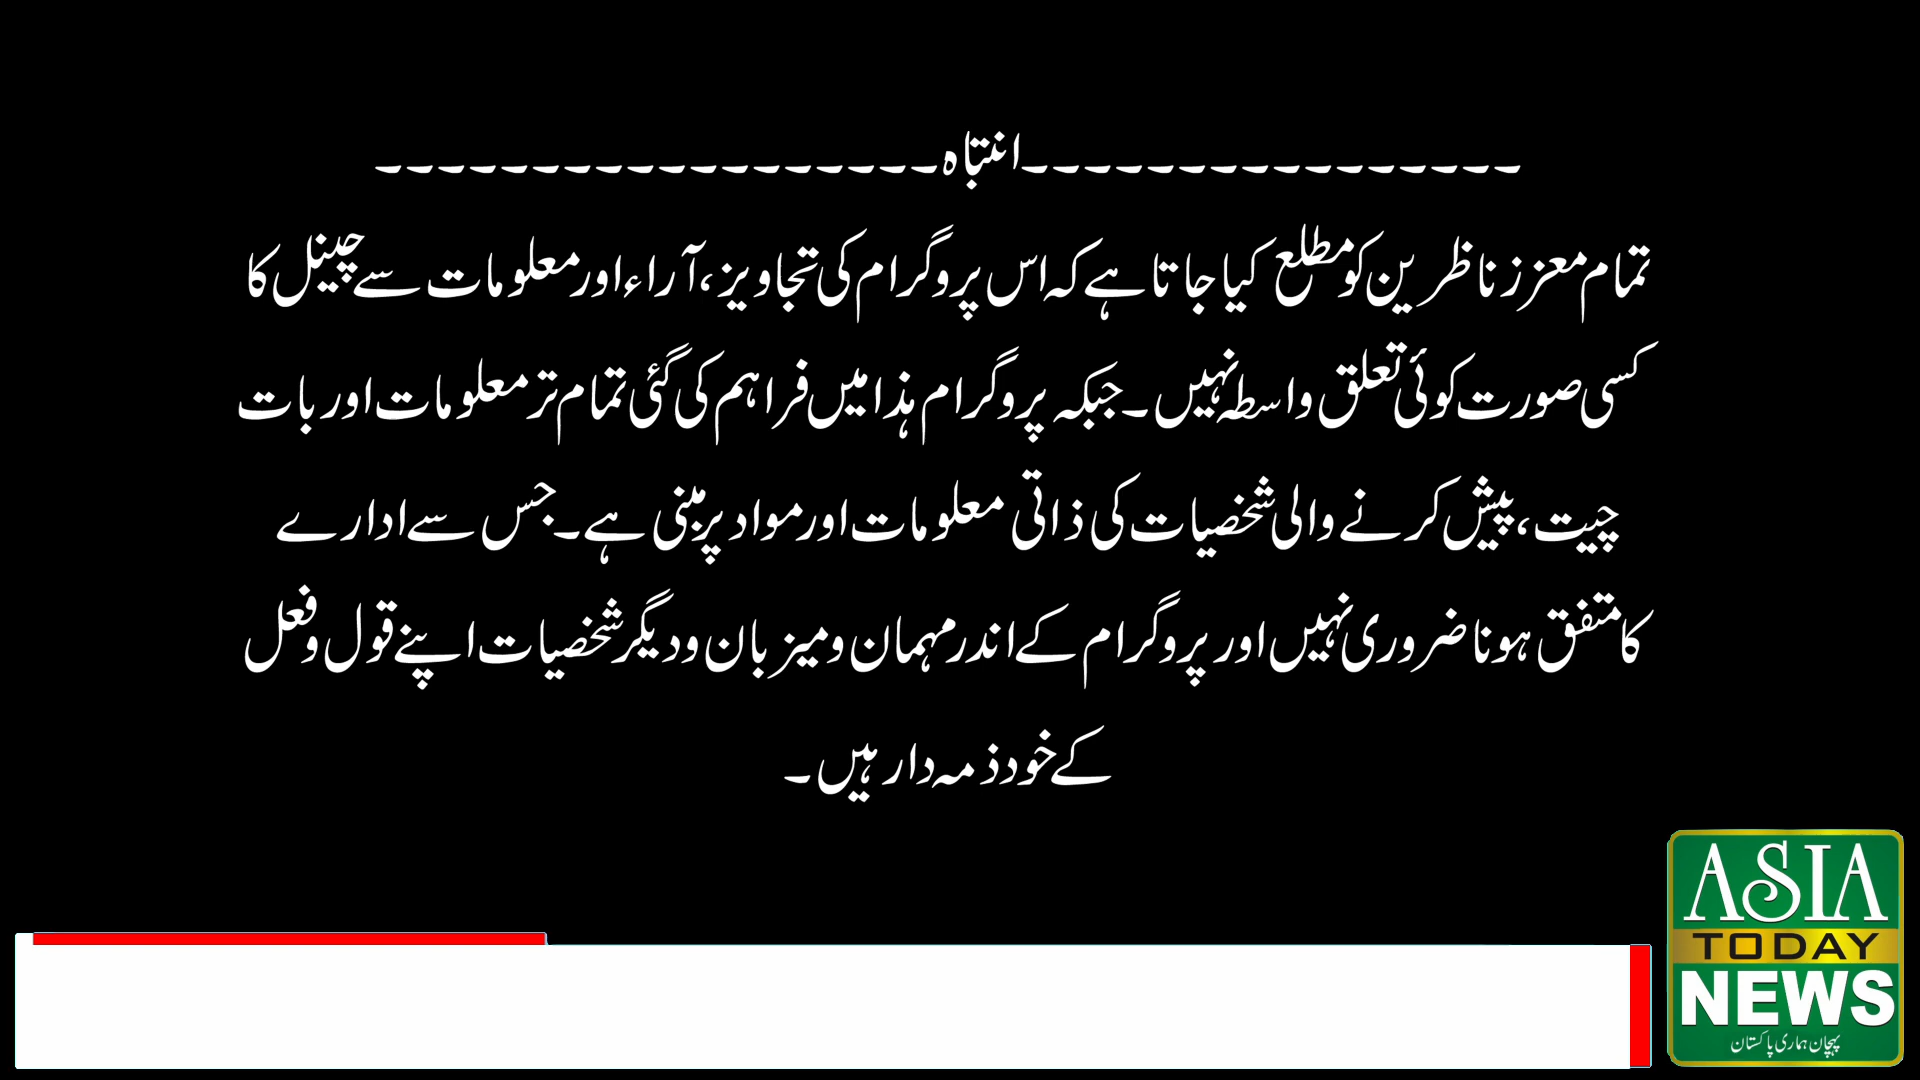 ۔۔۔۔۔۔۔۔۔۔۔۔۔۔۔۔انتباہ۔۔۔۔۔۔۔۔۔۔۔۔۔۔۔۔۔۔
تمام معزز ناظرین کو مطلع کیا جاتا ہے کہ اس پروگرام کی تجاویز، آراء اور معلومات سے چینل کا
کسی صورت کوئی تعلق واسطہ نہیں۔ جبکہ پروگرام ہذا میں فراہم کی گئی تمام تر معلومات اور بات
چیت، پیش کرنے والی شخصیات کی ذاتی معلومات اور مواد پر مبنی ہے۔ جس سے ادارے
کا متفق ہونا ضروری نہیں اور پروگرام کے اندر مہمان و میزبان و دیگر شخصیات اپنے قول و فعل
کے خود ذمہ دار ہیں۔
ASIA
TODAY
NEWS
پہچان ہماری پاکستان